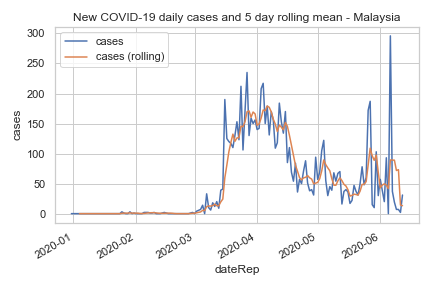 New COVID-19 daily cases and 5 day rolling mean - Malaysia
cases
cases (rolling)
cases
300
250
200
150
100
50
0
2020-01
2020-02
2020-03
2020-04
2020-05
2020-06
dateRep